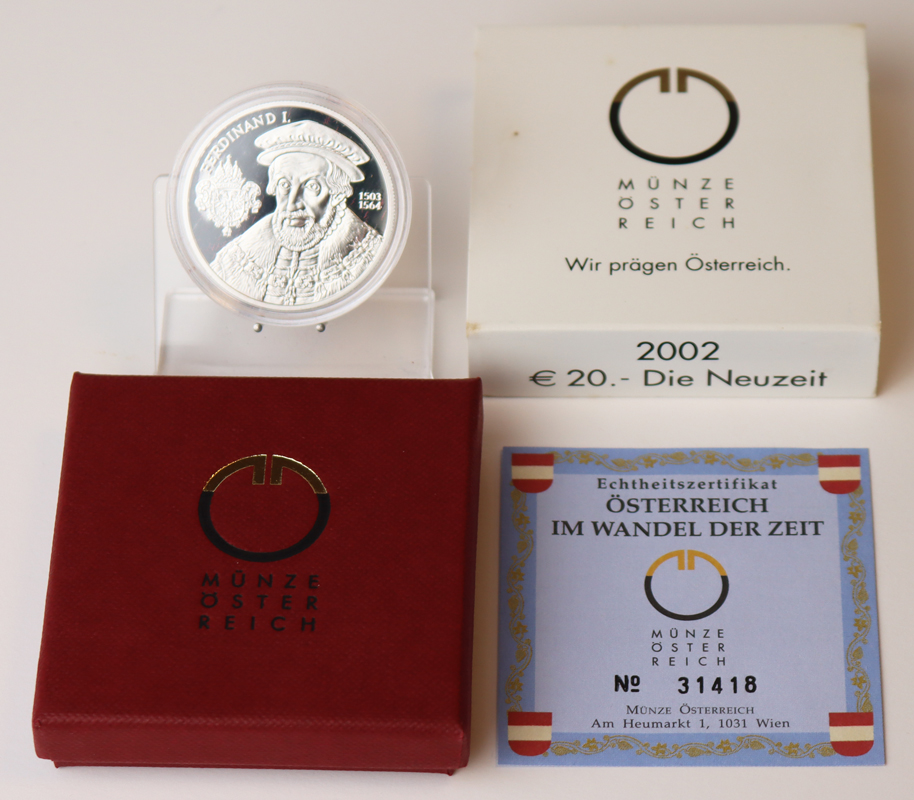 FERDINAND I.
1503
1564
MÜNZE
ÖSTER
REICH
Wir prägen Österreich.
2002
€ 20.- Die Neuzeit
MÜNZE
ÖSTER
REICH
Echtheitszertifikat
ÖSTERREICH
IM WANDEL DER ZEIT
MÜNZE
ÖSTER
REICH
Nº 31418
MÜNZE ÖSTERREICH
Am Heumarkt 1, 1031 Wien